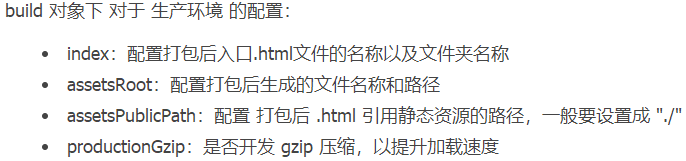 build 对象下 对于 生产环境 的配置：
• index：配置打包后入口.html文件的名称以及文件夹名称
• assetsRoot：配置打包后生成的文件名称和路径
• assetsPublicPath：配置 打包后 .html 引用静态资源的路径，一般要设置成 "./"
• productionGzip：是否开发 gzip 压缩，以提升加载速度